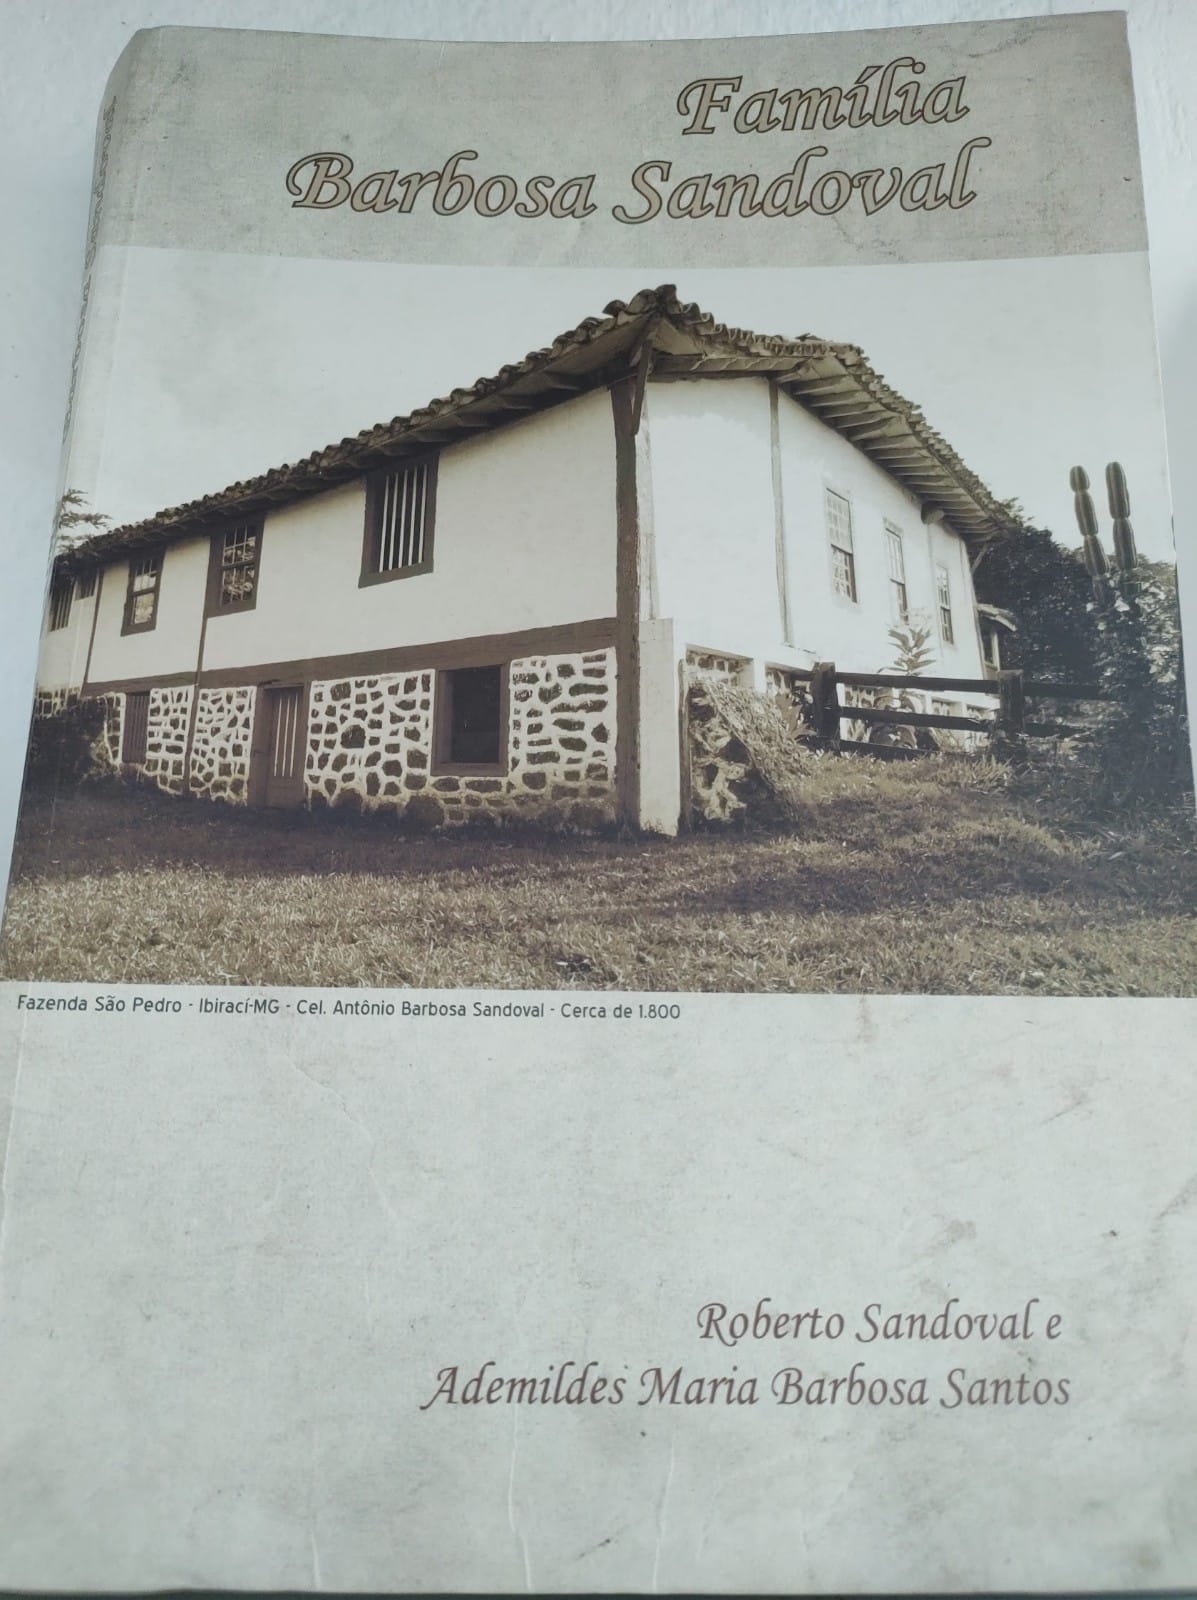 Família
Barbosa Sandoval
Fazenda São Pedro - Ibirací-MG - Cel. Antônio Barbosa Sandoval - Cerca de 1.800
Roberto Sandoval e
Ademildes Maria Barbosa Santos